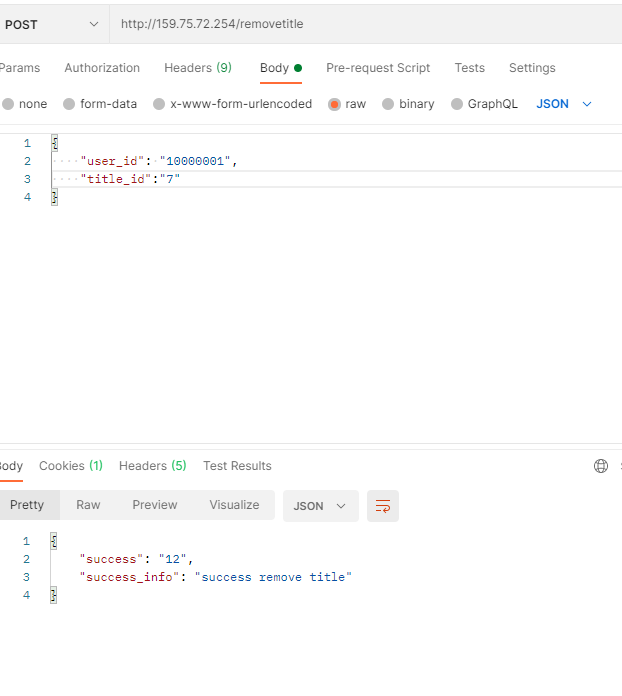 POST http://159.75.72.254/removetitle
Params Authorization Headers (9) Body Pre-request Script Tests Settings
none form-data x-www-form-urlencoded raw binary GraphQL JSON
1 {
2 "user_id": "10000001",
3 "title_id":"7"
4 }
Body Cookies (1) Headers (5) Test Results
Pretty Raw Preview Visualize JSON
1 {
2 "success": "12",
3 "success_info": "success remove title"
4 }